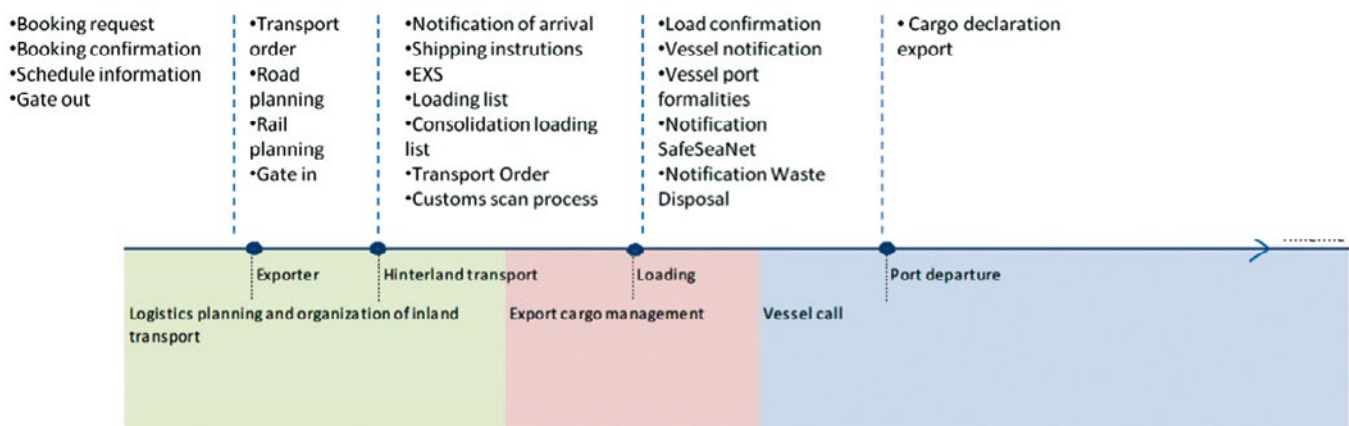 •Booking request
•Booking confirmation
•Schedule information
•Gate out
•Transport
order
•Road
planning
•Rail
planning
•Gate in
•Notification of arrival
•Shipping instrutions
•EXS
•Loading list
•Consolidation loading
list
•Transport Order
•Customs scan process
•Load confirmation
•Vessel notification
•Vessel port
formalities
•Notification
SafeSeaNet
•Notification Waste
Disposal
• Cargo declaration
export
Exporter
Hinterland transport
Loading
Port departure
Logistics planning and organization of inland
transport
Export cargo management
Vessel call